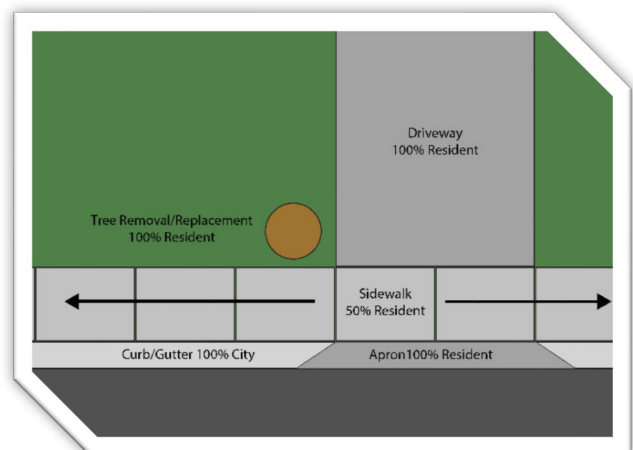 Driveway
100% Resident
Tree Removal/Replacement
100% Resident
Sidewalk
50% Resident
Curb/Gutter 100% City
Apron100% Resident